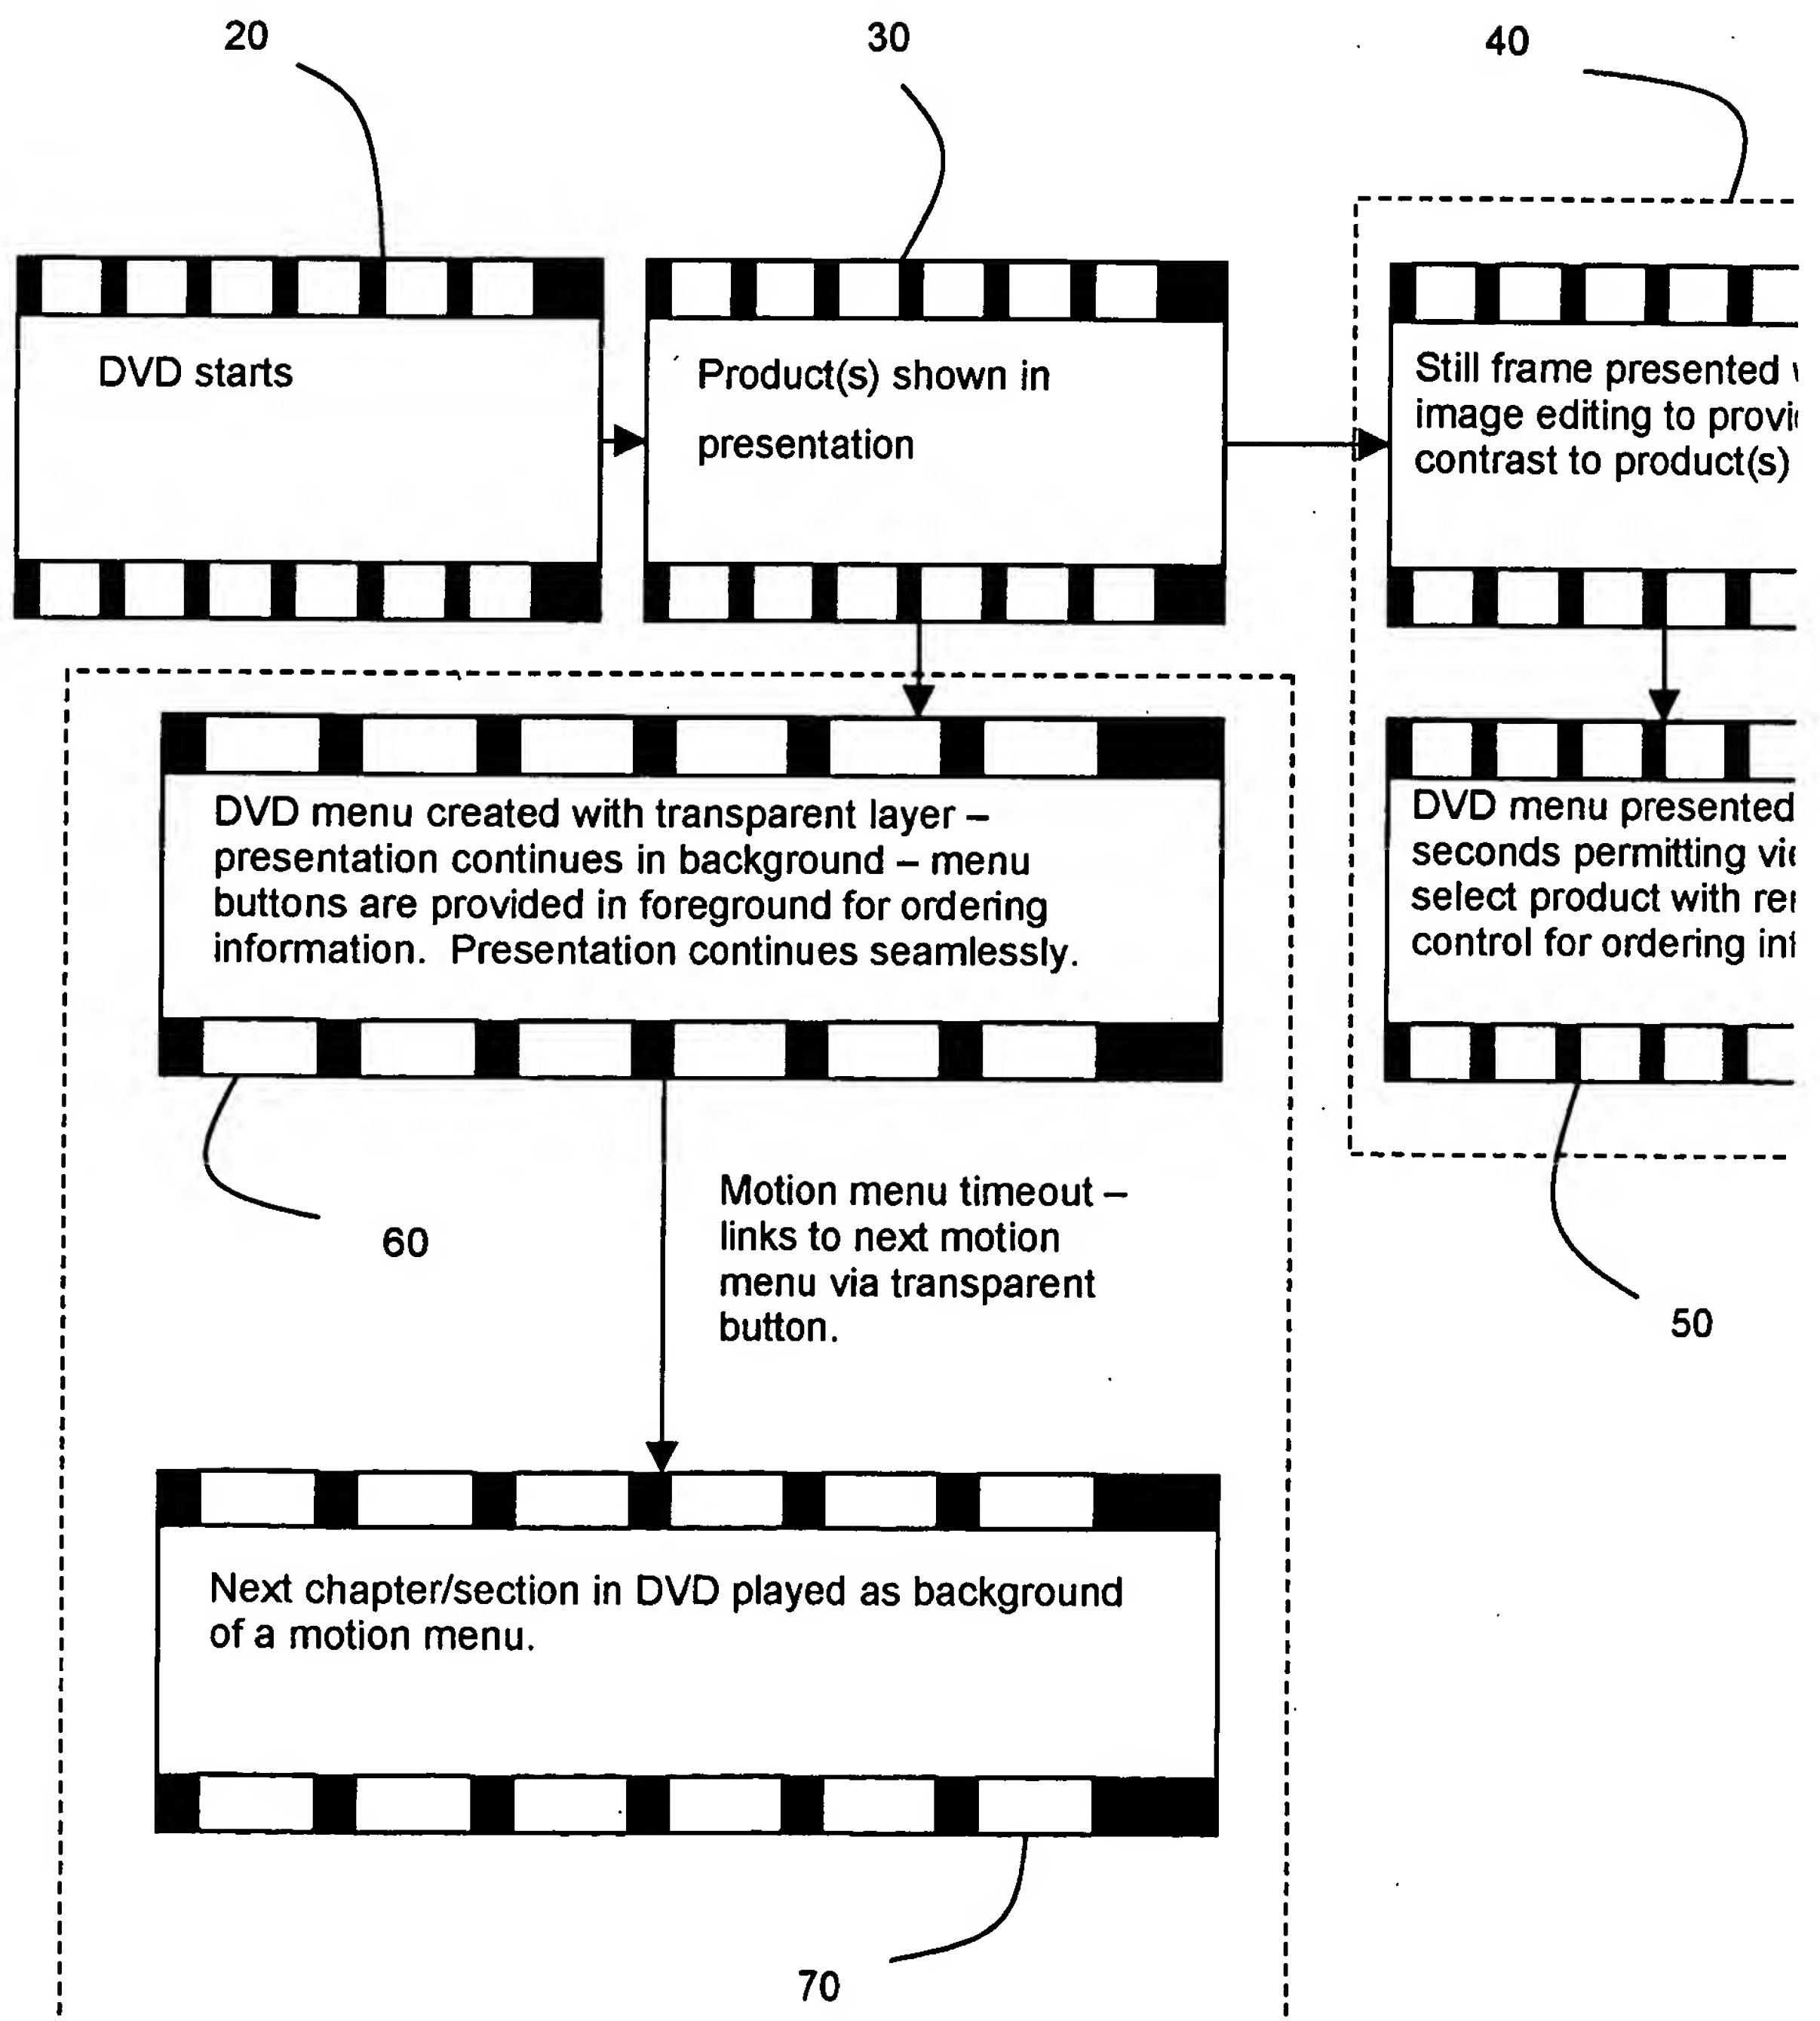 20
30
40
DVD starts
Product(s) shown in
presentation
Still frame presented
image editing to
contrast to product(s)
DVD menu created with transparent layer –
presentation continues in background – menu
buttons are provided in foreground for ordering
information. Presentation continues seamlessly.
DVD menu presented
seconds permitting
select product with
control for ordering
60
Motion menu timeout –
links to next motion
menu via transparent
button.
50
Next chapter/section in DVD played as background
of a motion menu.
70